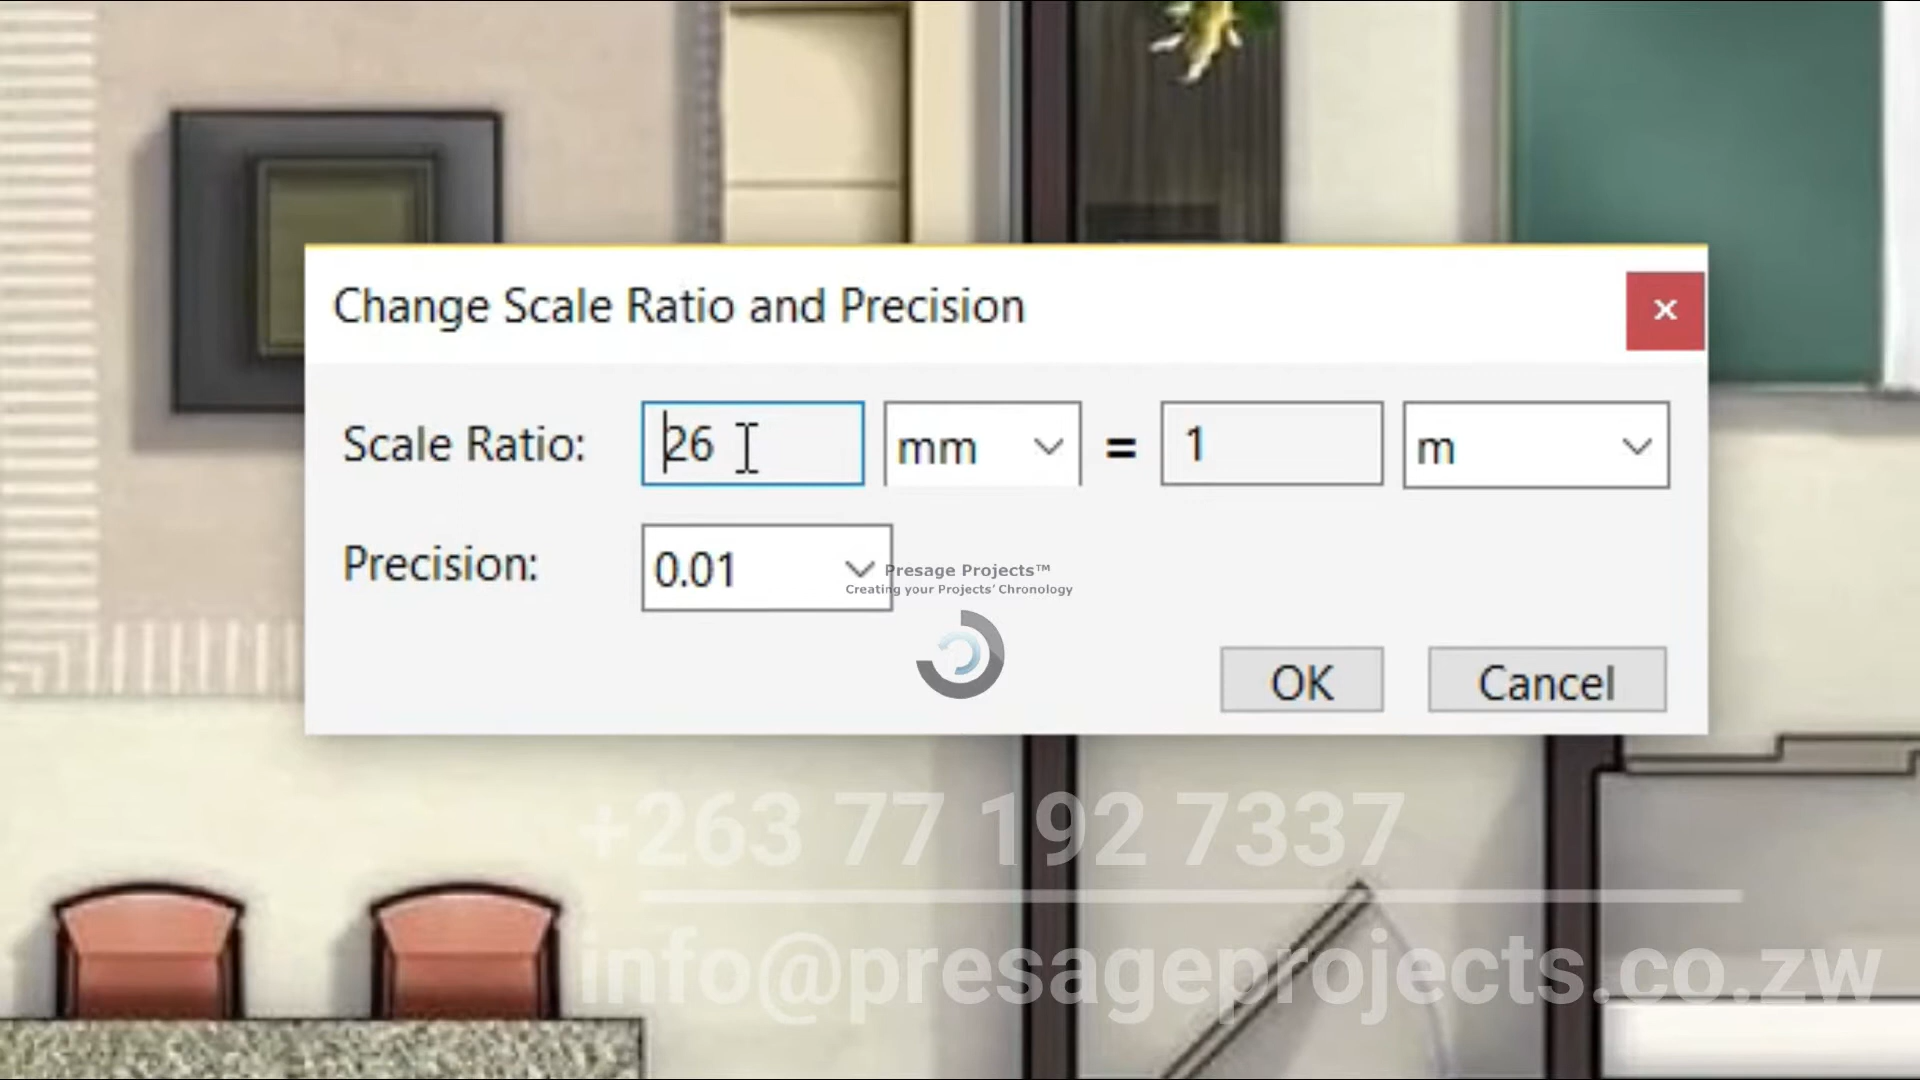 Change Scale Ratio and Precision
Scale Ratio: 26 mm = 1 m
Precision: 0.01
Presage Projects™
Creating your Projects' Chronology
OK Cancel
+263 77 192 7337
info@presageprojects.co.zw